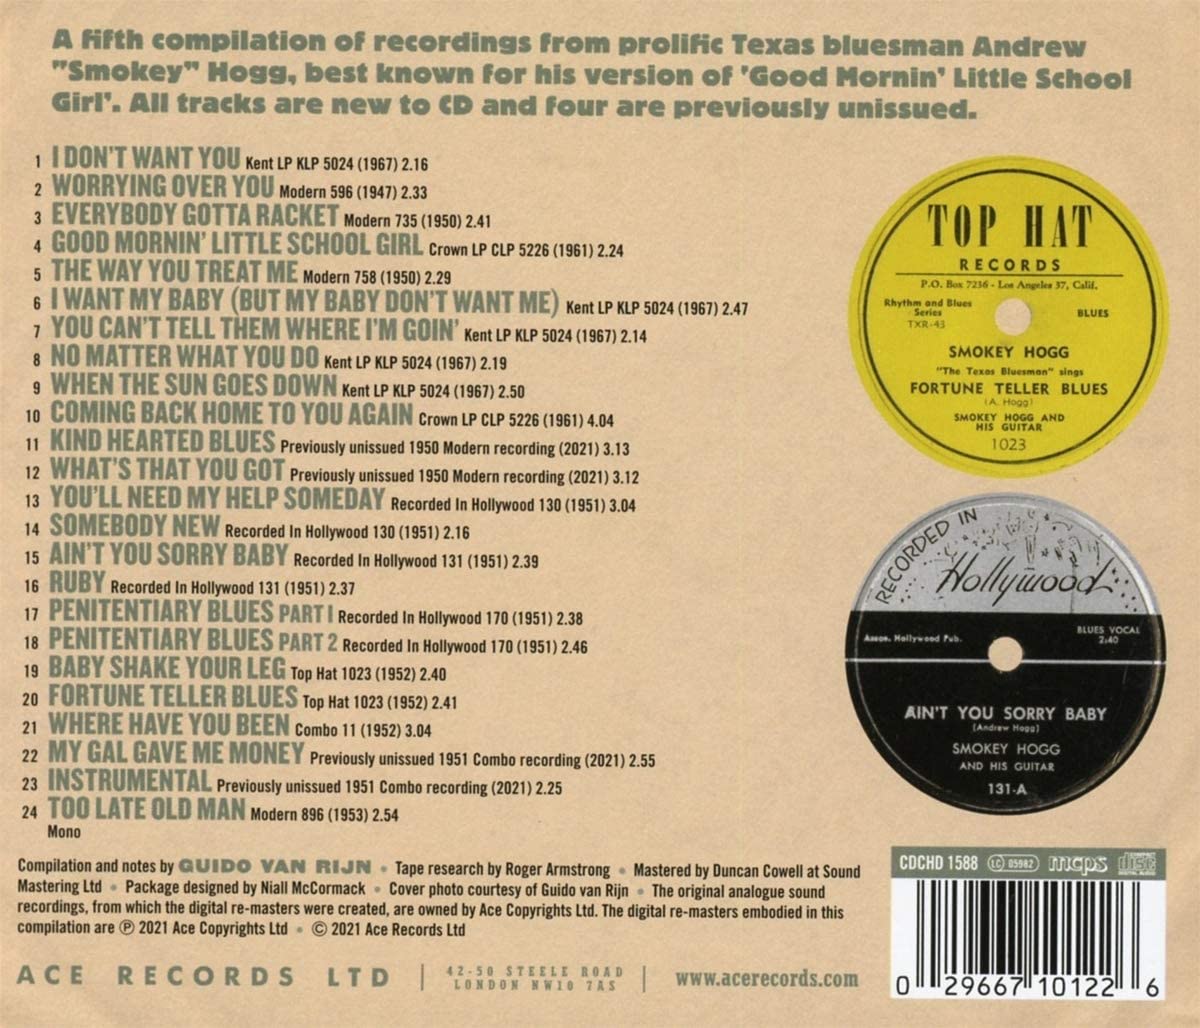 A fifth compilation of recordings from prolific Texas bluesman Andrew
"Smokey" Hogg, best known for his version of 'Good Mornin' Little School
Girl'. All tracks are new to CD and four are previously unissued.
1 I DON'T WANT YOU Kent LP KLP 5024 (1967) 2.16
2 WORRYING OVER YOU Modern 596 (1947) 2.33
3 EVERYBODY GOTTA RACKET Modern 735 (1950) 2.41
4 GOOD MORNIN' LITTLE SCHOOL GIRL Crown LP CLP 5226 (1961) 2.24
5 THE WAY YOU TREAT ME Modern 758 (1950) 2.29
6 I WANT MY BABY (BUT MY BABY DON'T WANT ME) Kent LP KLP 5024 (1967) 2.47
7 YOU CAN'T TELL THEM WHERE I'M GOIN' Kent LP KLP 5024 (1967) 2.14
8 NO MATTER WHAT YOU DO Kent LP KLP 5024 (1967) 2.19
9 WHEN THE SUN GOES DOWN Kent LP KLP 5024 (1967) 2.50
10 COMING BACK HOME TO YOU AGAIN Crown LP CLP 5226 (1961) 4.04
11 KIND HEARTED BLUES Previously unissued 1950 Modern recording (2021) 3.13
12 WHAT'S THAT YOU GOT Previously unissued 1950 Modern recording (2021) 3.12
13 YOU'LL NEED MY HELP SOMEDAY Recorded In Hollywood 130 (1951) 3.04
14 SOMEBODY NEW Recorded In Hollywood 130 (1951) 2.16
15 AIN'T YOU SORRY BABY Recorded In Hollywood 131 (1951) 2.39
16 RUBY Recorded In Hollywood 131 (1951) 2.37
17 PENITENTIARY BLUES PART 1 Recorded In Hollywood 170 (1951) 2.38
18 PENITENTIARY BLUES PART 2 Recorded In Hollywood 170 (1951) 2.46
19 BABY SHAKE YOUR LEG Top Hat 1023 (1952) 2.40
20 FORTUNE TELLER BLUES Top Hat 1023 (1952) 2.41
21 WHERE HAVE YOU BEEN Combo 11 (1952) 3.04
22 MY GAL GAVE ME MONEY Previously unissued 1951 Combo recording (2021) 2.55
23 INSTRUMENTAL Previously unissued 1951 Combo recording (2021) 2.25
24 TOO LATE OLD MAN Modern 896 (1953) 2.54
Mono
TOP HAT
RECORDS
P.O. Box 7236 - Los Angeles 37, Calif.
Rhythm and Blues
Series
TXR-43
BLUES
SMOKEY HOGG
"The Texas Bluesman" sings
FORTUNE TELLER BLUES
(A. Hogg)
SMOKEY HOGG AND
HIS GUITAR
1023
RECORDED IN
Hollywood
Assoc. Hollywood Pub.
BLUES VOCAL
2:40
AIN'T YOU SORRY BABY
(Andrew Hogg)
SMOKEY HOGG
AND HIS GUITAR
131-A
Compilation and notes by GUIDO VAN RIJN • Tape research by Roger Armstrong • Mastered by Duncan Cowell at Sound
Mastering Ltd • Package designed by Niall McCormack • Cover photo courtesy of Guido van Rijn • The original analogue sound
recordings, from which the digital re-masters were created, are owned by Ace Copyrights Ltd. The digital re-masters embodied in this
compilation are ℗ 2021 Ace Copyrights Ltd • © 2021 Ace Records Ltd
ACE RECORDS LTD | 42-50 STEELE ROAD
LONDON NW10 7AS | www.acerecords.com
CDCHD 1588 LC 05982 mcps COMPACT disc DIGITAL AUDIO
0 29667 10122 6